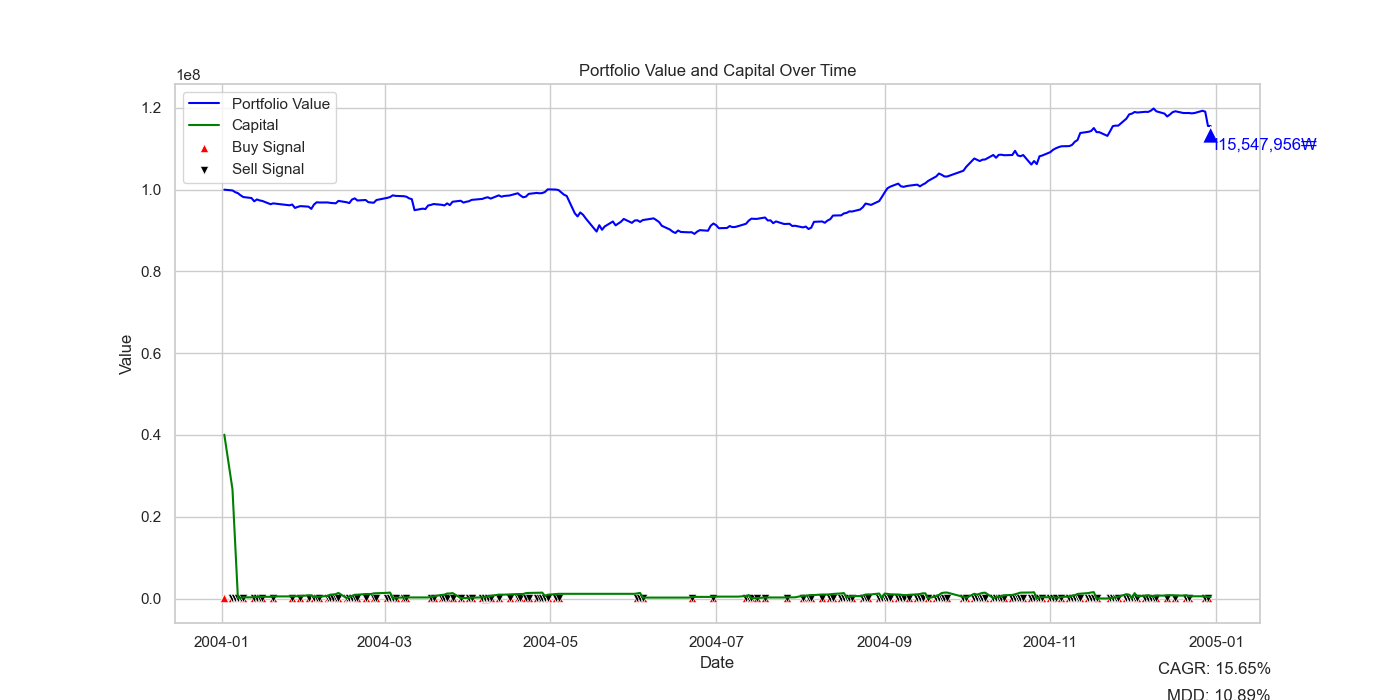 Portfolio Value and Capital Over Time
1e8
Portfolio Value
Capital
Buy Signal
Sell Signal
1.2
1.0
0.8
0.6
0.4
0.2
0.0
Value
115,547,956₩
2004-01
2004-03
2004-05
2004-07
2004-09
2004-11
2005-01
Date
CAGR: 15.65%
MDD: 10.89%